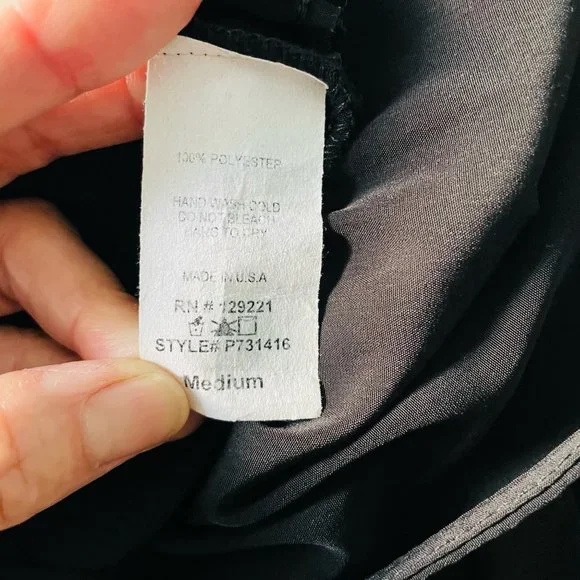 100% POLYESTER
HAND WASH COLD
DO NOT BLEACH
HANG TO DRY
MADE IN U.S.A
RN # 129221
STYLE# P731416
Medium